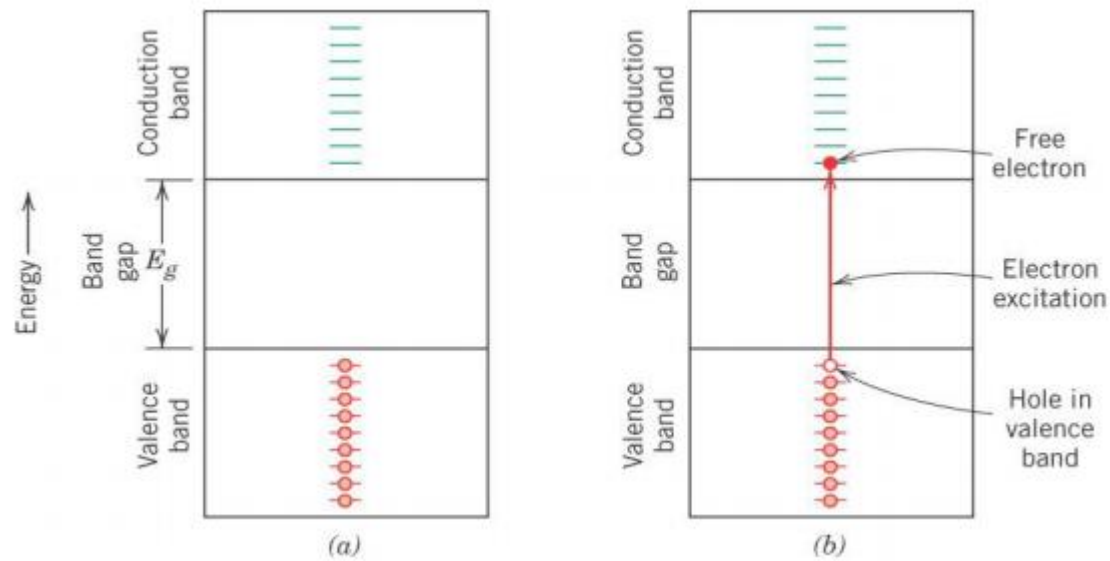 Conduction
band
Energy
Band
gap
E_g
Valence
band
(a)
Conduction
band
Free
electron
Band
gap
Electron
excitation
Valence
band
Hole in
valence
band
(b)